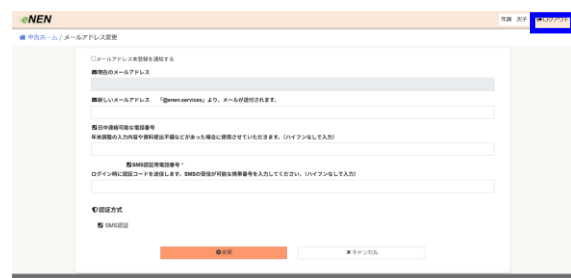 eNEN
年調 次子 ログアウト
申告ホーム / メールアドレス変更
メールアドレス未登録を通知する
現在のメールアドレス
新しいメールアドレス 「@enen.services」より、メールが送付されます。
日中連絡可能な電話番号
年末調整の入力内容や資料提出不備などがあった場合に使用させていただきます。(ハイフンなしで入力)
SMS認証用電話番号 *
ログイン時に認証コードを送信します。SMSの受信が可能な携帯番号を入力してください。(ハイフンなしで入力)
認証方式
SMS認証
変更 キャンセル